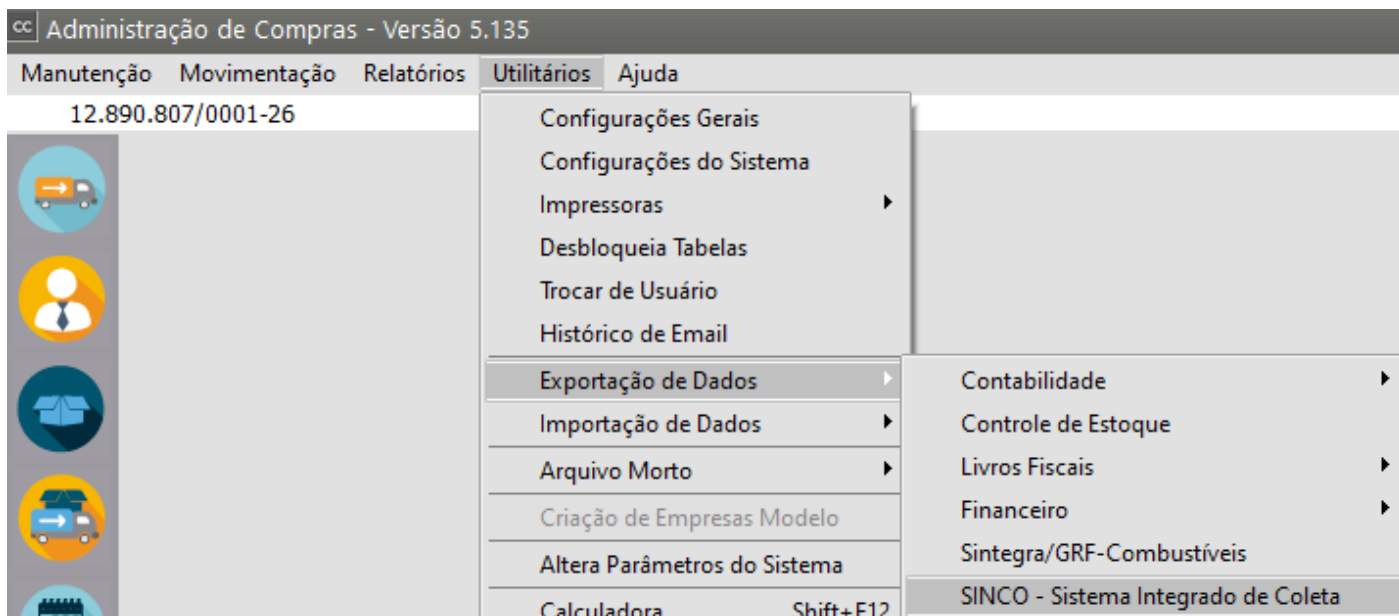 cc Administração de Compras - Versão 5.135
Manutenção Movimentação Relatórios Utilitários Ajuda
12.890.807/0001-26
Configurações Gerais
Configurações do Sistema
Impressoras
Desbloqueia Tabelas
Trocar de Usuário
Histórico de Email
Exportação de Dados
Importação de Dados
Arquivo Morto
Criação de Empresas Modelo
Altera Parâmetros do Sistema
Calculadora Shift+F12
Contabilidade
Controle de Estoque
Livros Fiscais
Financeiro
Sintegra/GRF-Combustíveis
SINCO - Sistema Integrado de Coleta